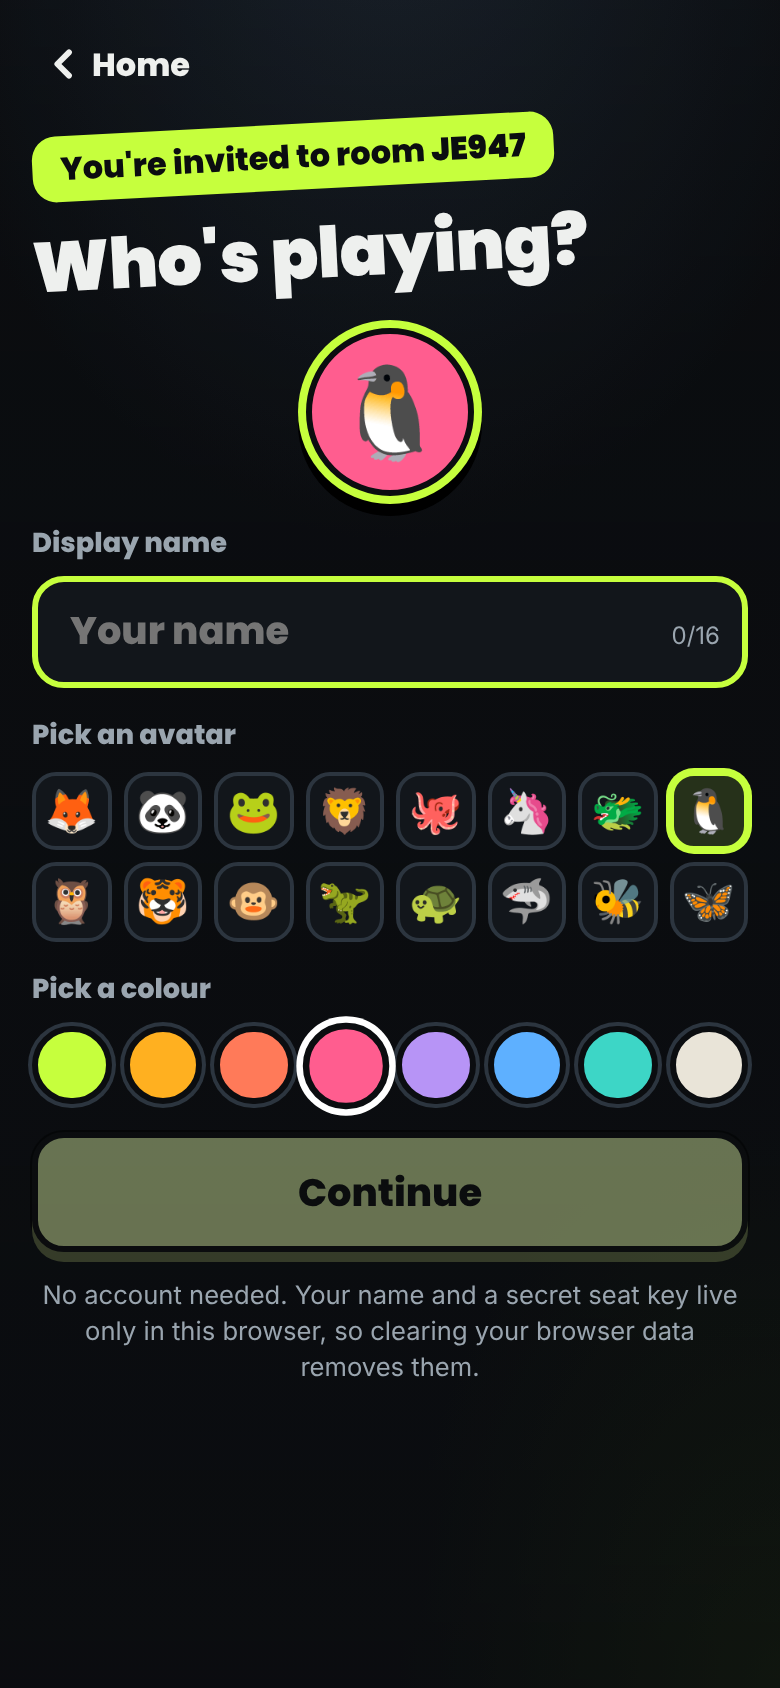 Home
You're invited to room JE947
Who's playing?
Display name
Your name
0/16
Pick an avatar
Pick a colour
Continue
No account needed. Your name and a secret seat key live
only in this browser, so clearing your browser data
removes them.